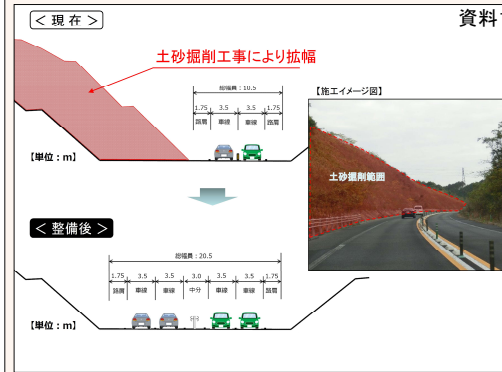 ＜ 現 在 ＞
資料
土砂掘削工事により拡幅
総幅員：10.5
1.75 3.5 3.5 1.75
路肩 車線 車線 路肩
【単位：m】
【施工イメージ図】
土砂掘削範囲
＜ 整備後 ＞
総幅員：20.5
1.75 3.5 3.5 3.0 3.5 3.5 1.75
路肩 車線 車線 中分 車線 車線 路肩
【単位：m】